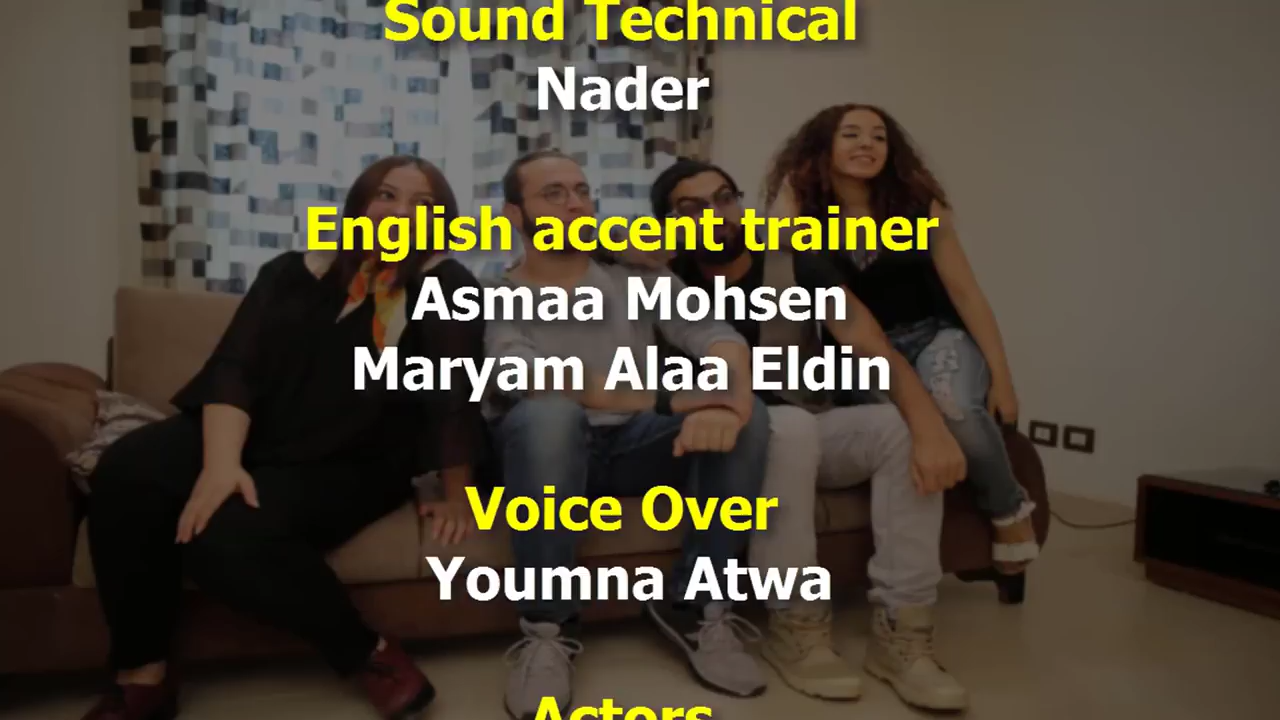 Sound Technical
Nader
English accent trainer
Asmaa Mohsen
Maryam Alaa Eldin
Voice Over
Youmna Atwa
Actors